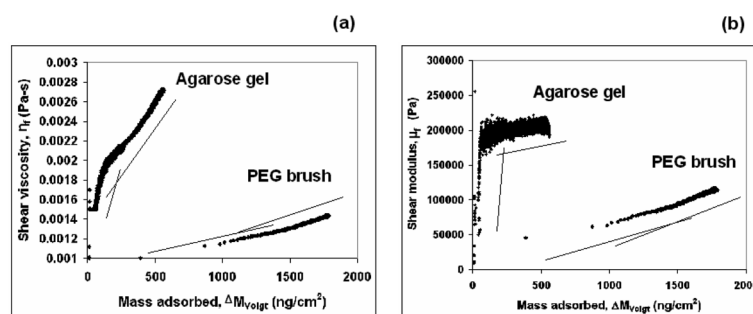 (a)
0.003
0.0028
0.0026
0.0024
0.0022
0.002
0.0018
0.0016
0.0014
0.0012
0.001
Shear viscosity, ηf (Pa-s)
Agarose gel
PEG brush
0
500
1000
1500
2000
Mass adsorbed, ΔMVoigt (ng/cm²)
(b)
300000
250000
200000
150000
100000
50000
0
Shear modulus, μf (Pa)
Agarose gel
PEG brush
0
500
1000
1500
200
Mass adsorbed, ΔMVoigt (ng/cm²)